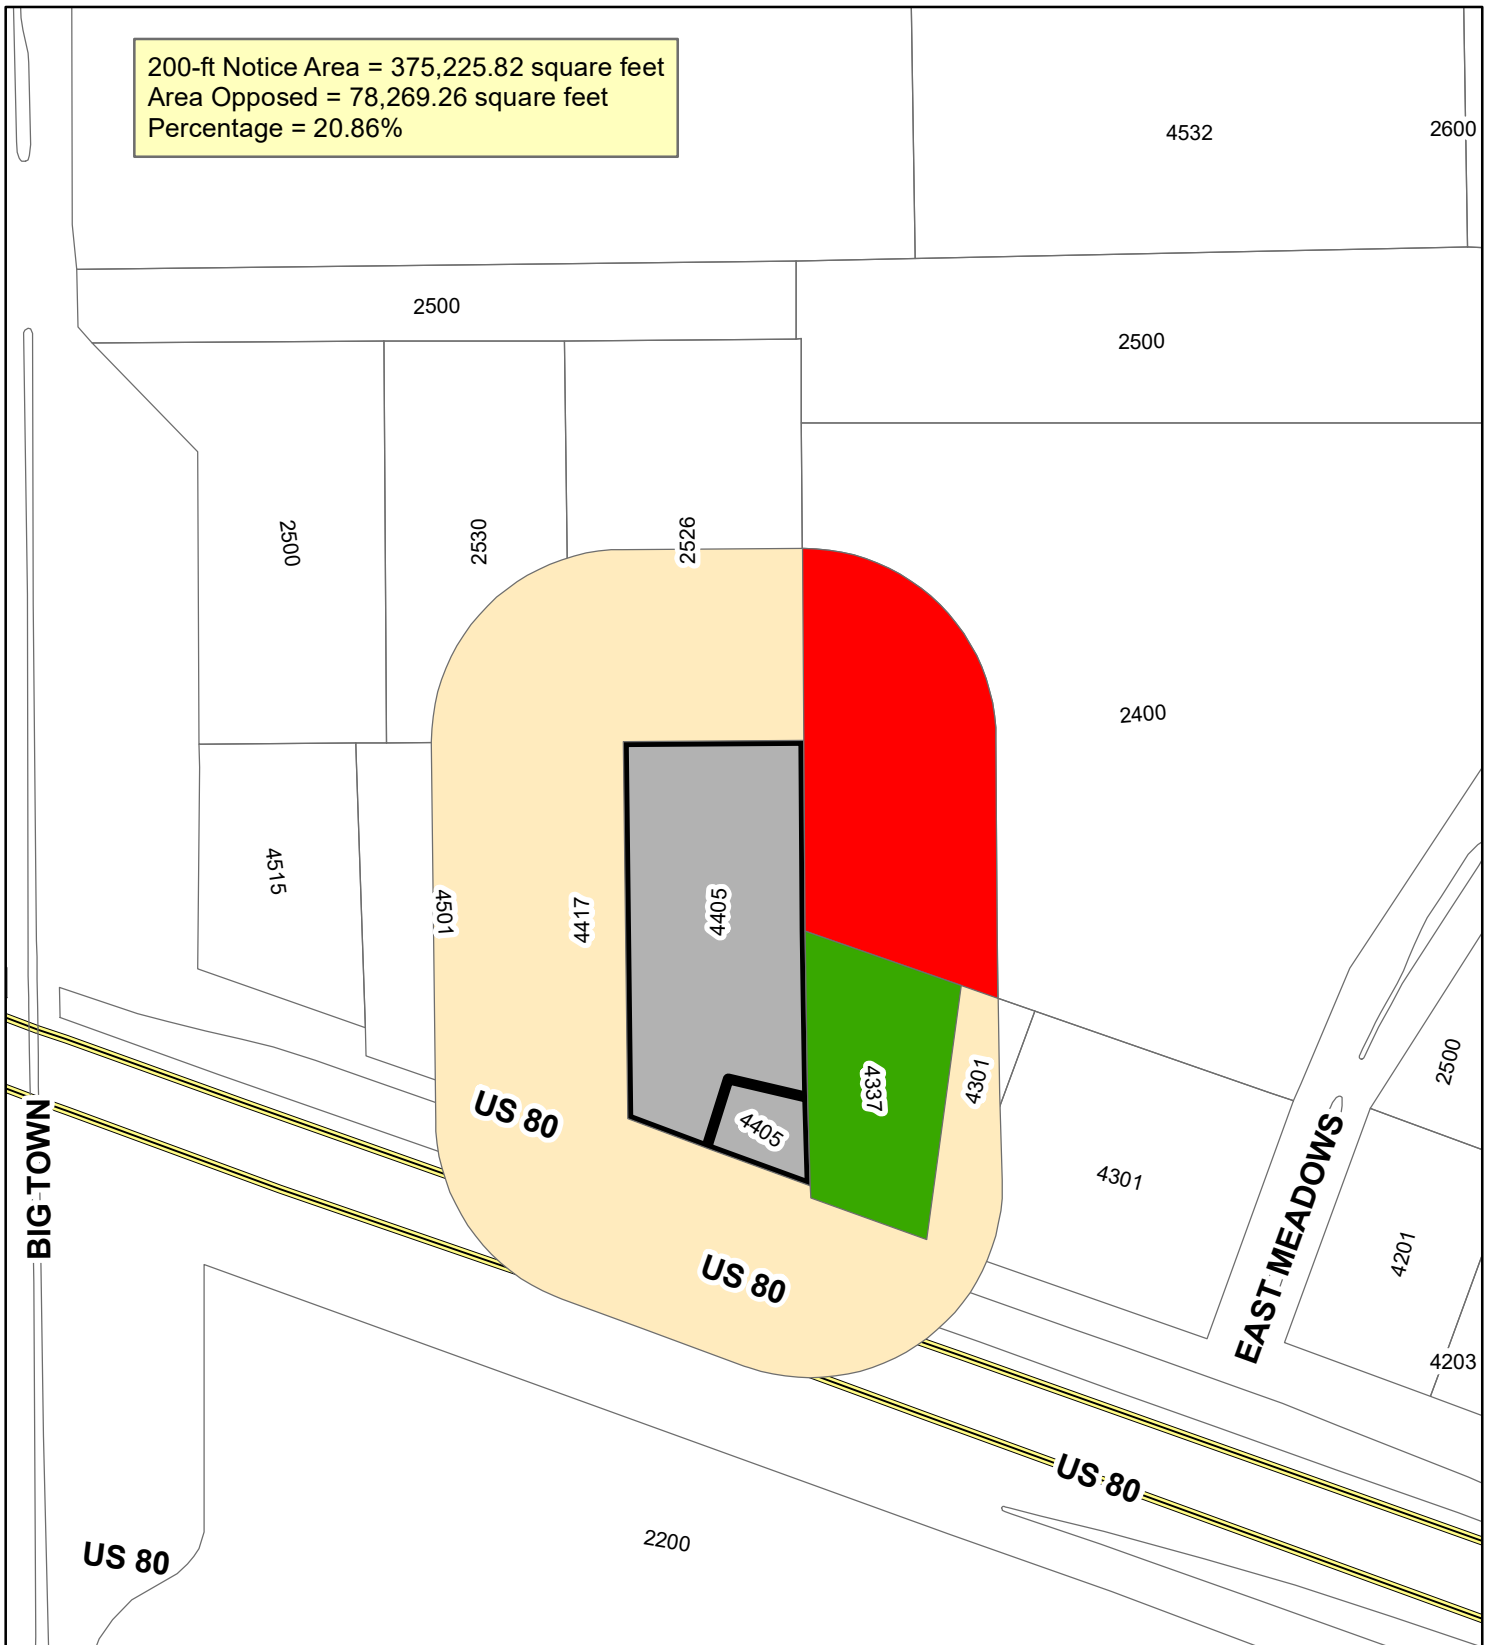 200-ft Notice Area = 375,225.82 square feet
Area Opposed = 78,269.26 square feet
Percentage = 20.86%
4532
2600
2500
2500
2500
2530
2526
2400
4515
4501
4417
4405
4337
4301
4405
US 80
2500
BIG TOWN
4301
EAST MEADOWS
4201
US 80
4203
US 80
2200
US 80